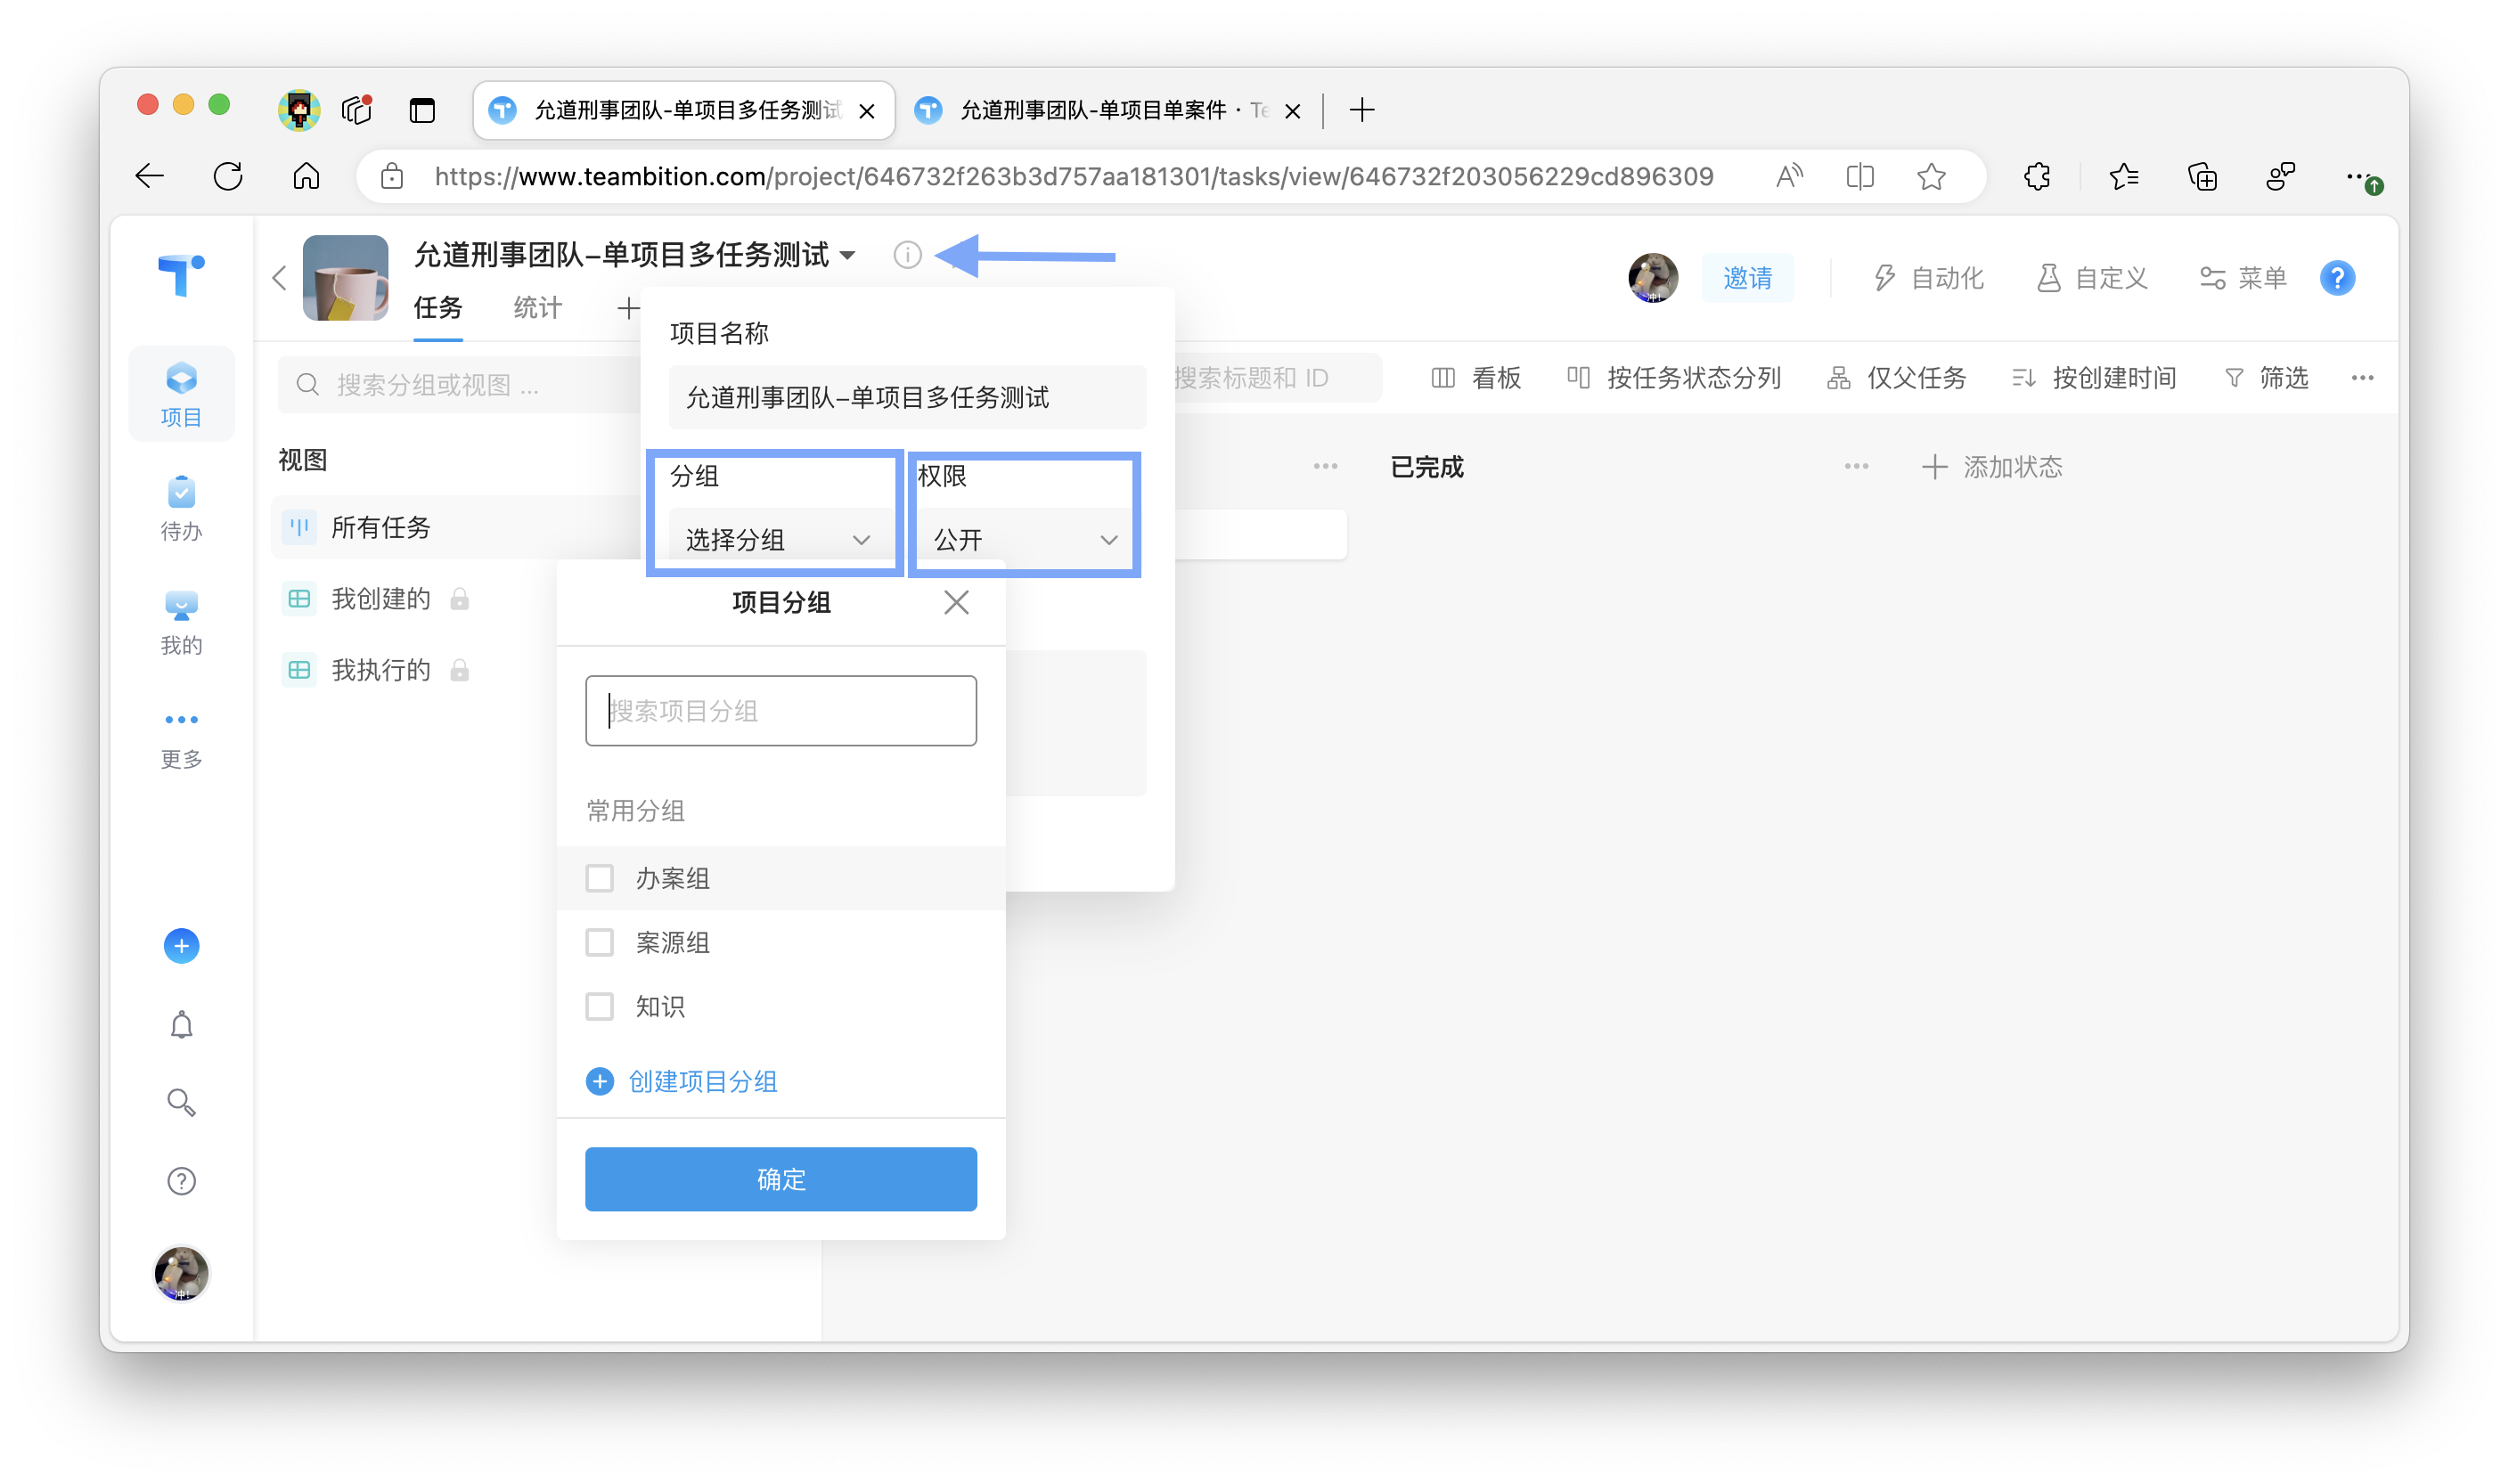 允道刑事团队-单项目多任务测试
允道刑事团队-单项目单案件 · Te
https://www.teambition.com/project/646732f263b3d757aa181301/tasks/view/646732f203056229cd896309
允道刑事团队–单项目多任务测试
任务
统计
邀请
自动化
自定义
菜单
项目
待办
我的
更多
搜索分组或视图 ...
视图
所有任务
我创建的
我执行的
项目名称
允道刑事团队–单项目多任务测试
分组
权限
选择分组
公开
搜索标题和 ID
看板
按任务状态分列
仅父任务
按创建时间
筛选
已完成
添加状态
项目分组
搜索项目分组
常用分组
办案组
案源组
知识
创建项目分组
确定
冲!
冲!